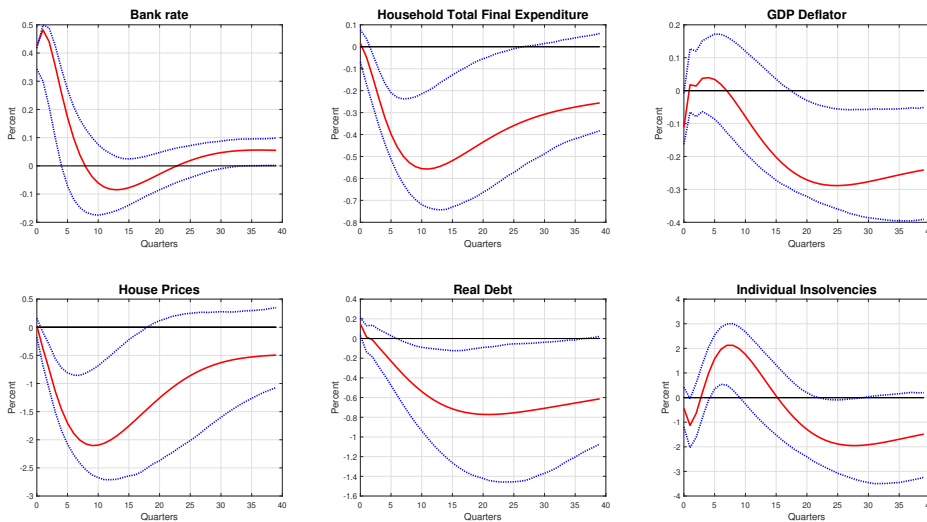 Bank rate
0.5
0.4
0.3
0.2
0.1
0
-0.1
-0.2
Percent
0 5 10 15 20 25 30 35 40
Quarters
Household Total Final Expenditure
0.1
0
-0.1
-0.2
-0.3
-0.4
-0.5
-0.6
-0.7
-0.8
Percent
0 5 10 15 20 25 30 35 40
Quarters
GDP Deflator
0.2
0.1
0
-0.1
-0.2
-0.3
-0.4
Percent
0 5 10 15 20 25 30 35 40
Quarters
House Prices
0.5
0
-0.5
-1
-1.5
-2
-2.5
-3
Percent
0 5 10 15 20 25 30 35 40
Quarters
Real Debt
0.4
0.2
0
-0.2
-0.4
-0.6
-0.8
-1
-1.2
-1.4
-1.6
Percent
0 5 10 15 20 25 30 35 40
Quarters
Individual Insolvencies
4
3
2
1
0
-1
-2
-3
-4
Percent
0 5 10 15 20 25 30 35 40
Quarters